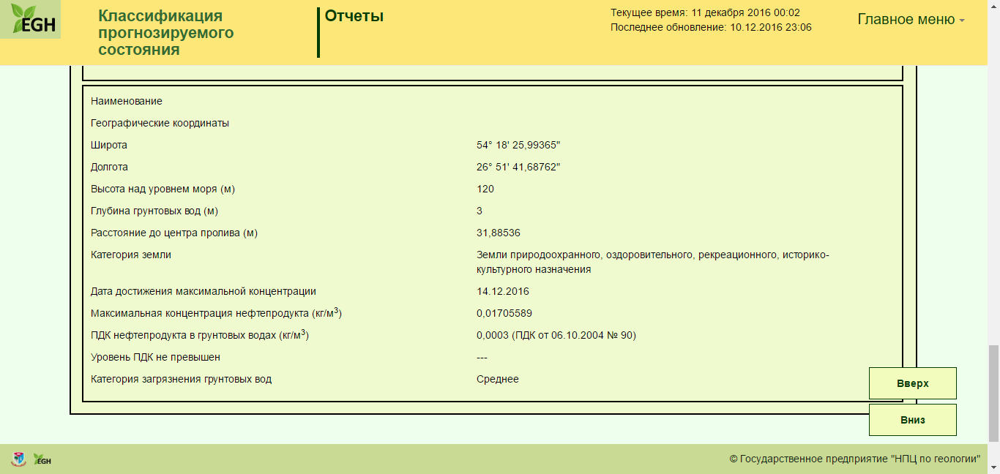 EGH
Классификация
прогнозируемого
состояния
Отчеты
Текущее время: 11 декабря 2016 00:02
Последнее обновление: 10.12.2016 23:06
Главное меню
Наименование
Географические координаты
Широта 54° 18' 25,99365"
Долгота 26° 51' 41,68762"
Высота над уровнем моря (м) 120
Глубина грунтовых вод (м) 3
Расстояние до центра пролива (м) 31,88536
Категория земли Земли природоохранного, оздоровительного, рекреационного, историко-
культурного назначения
Дата достижения максимальной концентрации 14.12.2016
Максимальная концентрация нефтепродукта (кг/м³) 0,01705589
ПДК нефтепродукта в грунтовых водах (кг/м³) 0,0003 (ПДК от 06.10.2004 № 90)
Уровень ПДК не превышен ---
Категория загрязнения грунтовых вод Среднее
Вверх
Вниз
EGH
© Государственное предприятие "НПЦ по геологии"